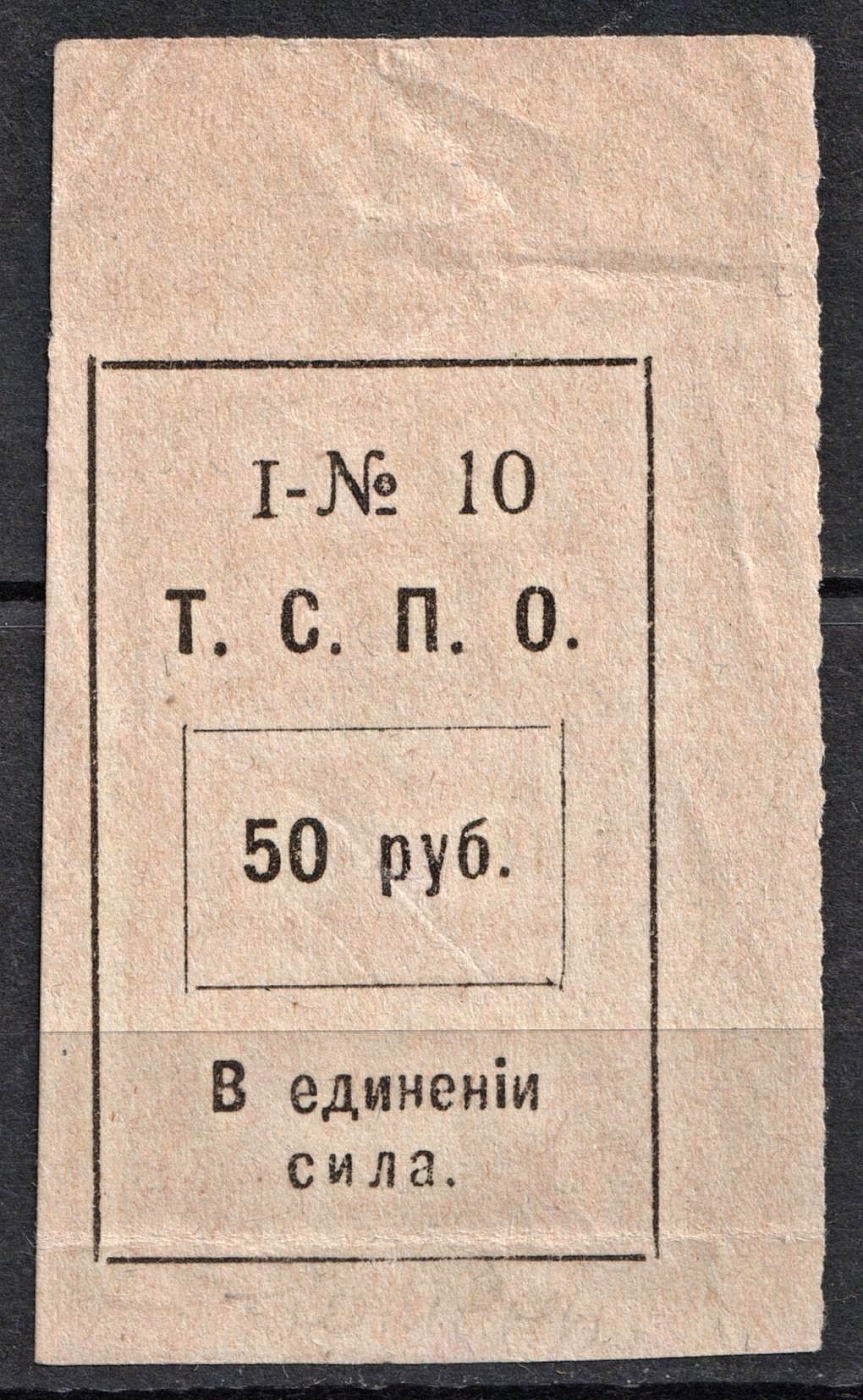 I-№ 10
Т. С. П. О.
50 руб.
В единеніи
сила.